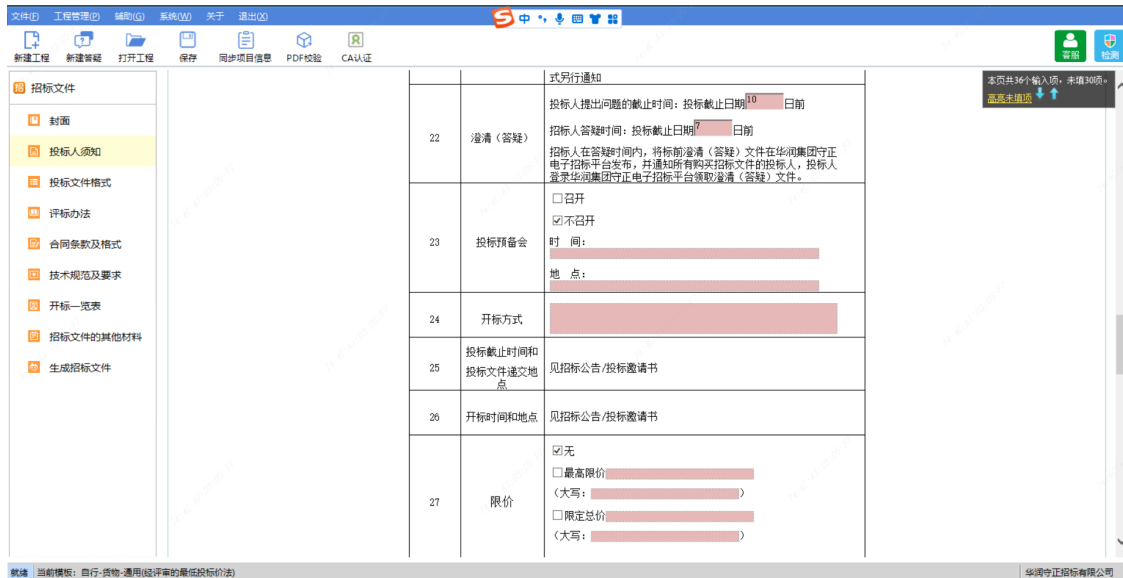 文件(F) 工程管理(P) 辅助(G) 系统(W) 关于 退出(X)
中
新建工程 新建答疑 打开工程 保存 同步项目信息 PDF校验 CA认证 客服 检测
招标文件
封面
投标人须知
投标文件格式
评标办法
合同条款及格式
技术规范及要求
开标一览表
招标文件的其他材料
生成招标文件
本页共36个输入项，未填30项。
高亮未填项
式另行通知
22 澄清（答疑）
投标人提出问题的截止时间：投标截止日期10日前
招标人答疑时间：投标截止日期7日前
招标人在答疑时间内，将标前澄清（答疑）文件在华润集团守正
电子招标平台发布，并通知所有购买招标文件的投标人，投标人
登录华润集团守正电子招标平台领取澄清（答疑）文件。
23 投标预备会
☐召开
☑不召开
时 间：
地 点：
24 开标方式
25 投标截止时间和
投标文件递交地
点
见招标公告/投标邀请书
26 开标时间和地点 见招标公告/投标邀请书
27 限价
☑无
☐最高限价
（大写：）
☐限定总价
（大写：）
就绪 当前模板：自行-货物-通用(经评审的最低投标价法) 华润守正招标有限公司